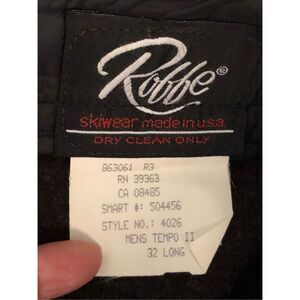 Roffe®
skiwear made in u.s.a.
DRY CLEAN ONLY
863061 R3
RN 39363
CA 08485
SMART #: 504456
STYLE NO.: 4026
MENS TEMPO II
32 LONG